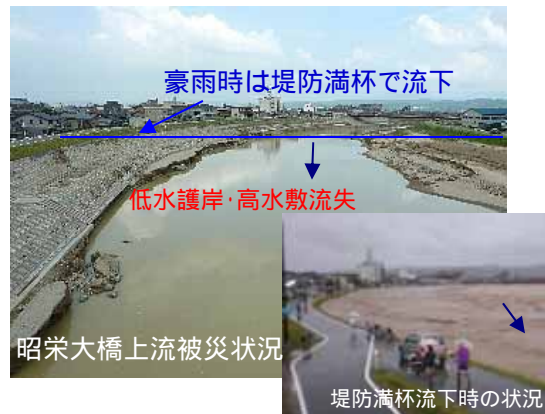 豪雨時は堤防満杯で流下
低水護岸・高水敷流失
昭栄大橋上流被災状況
堤防満杯流下時の状況